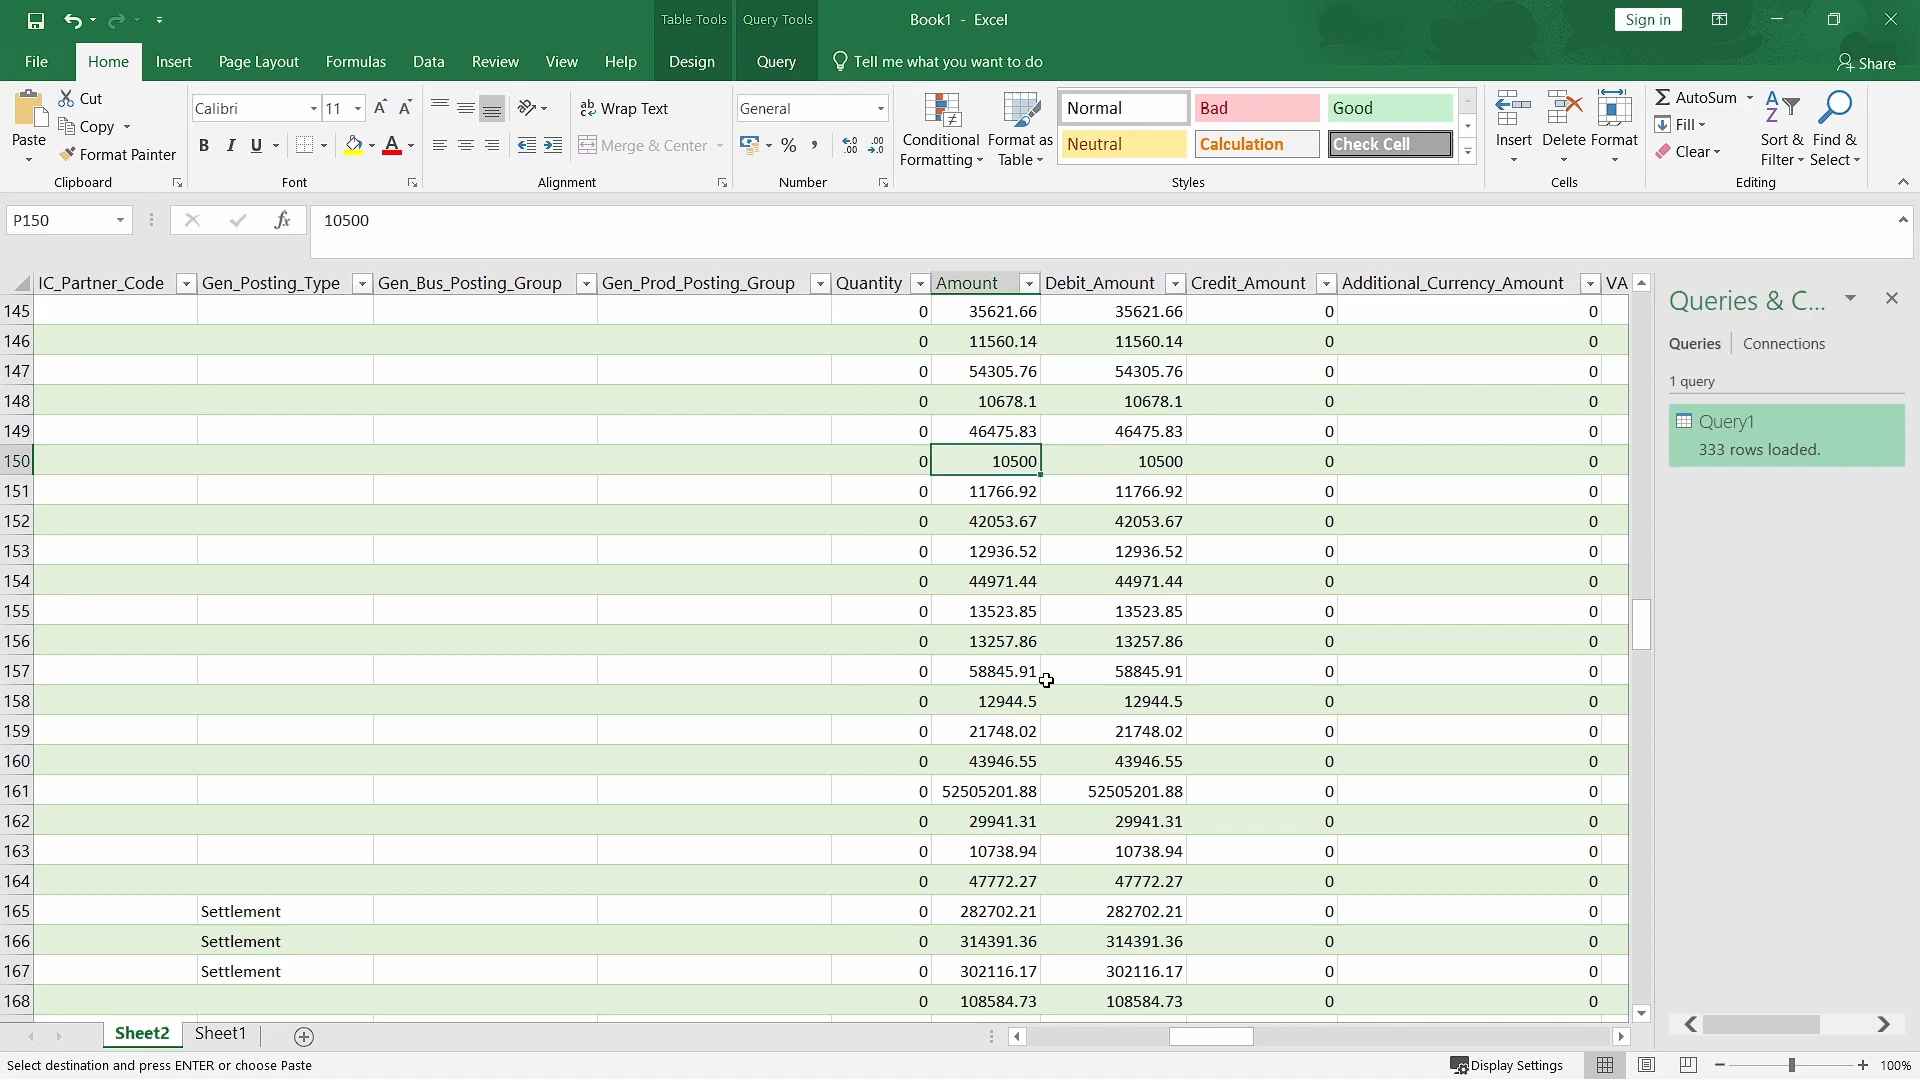 Table Tools
Query Tools
Book1 - Excel
Sign in
File
Home
Insert
Page Layout
Formulas
Data
Review
View
Help
Design
Query
Tell me what you want to do
Share
Paste
Cut
Copy
Format Painter
Clipboard
Calibri
11
B I U
Font
Wrap Text
Merge & Center
Alignment
General
Number
Conditional Formatting
Format as Table
Normal
Bad
Good
Neutral
Calculation
Check Cell
Styles
Insert
Delete
Format
Cells
AutoSum
Fill
Clear
Sort & Filter
Find & Select
Editing
P150
fx
10500
IC_Partner_Code Gen_Posting_Type Gen_Bus_Posting_Group Gen_Prod_Posting_Group Quantity Amount Debit_Amount Credit_Amount Additional_Currency_Amount VA
145 0 35621.66 35621.66 0 0
146 0 11560.14 11560.14 0 0
147 0 54305.76 54305.76 0 0
148 0 10678.1 10678.1 0 0
149 0 46475.83 46475.83 0 0
150 0 10500 10500 0 0
151 0 11766.92 11766.92 0 0
152 0 42053.67 42053.67 0 0
153 0 12936.52 12936.52 0 0
154 0 44971.44 44971.44 0 0
155 0 13523.85 13523.85 0 0
156 0 13257.86 13257.86 0 0
157 0 58845.91 58845.91 0 0
158 0 12944.5 12944.5 0 0
159 0 21748.02 21748.02 0 0
160 0 43946.55 43946.55 0 0
161 0 52505201.88 52505201.88 0 0
162 0 29941.31 29941.31 0 0
163 0 10738.94 10738.94 0 0
164 0 47772.27 47772.27 0 0
165 Settlement 0 282702.21 282702.21 0 0
166 Settlement 0 314391.36 314391.36 0 0
167 Settlement 0 302116.17 302116.17 0 0
168 0 108584.73 108584.73 0 0
Queries & C...
Queries
Connections
1 query
Query1
333 rows loaded.
Sheet2
Sheet1
Select destination and press ENTER or choose Paste
Display Settings
100%